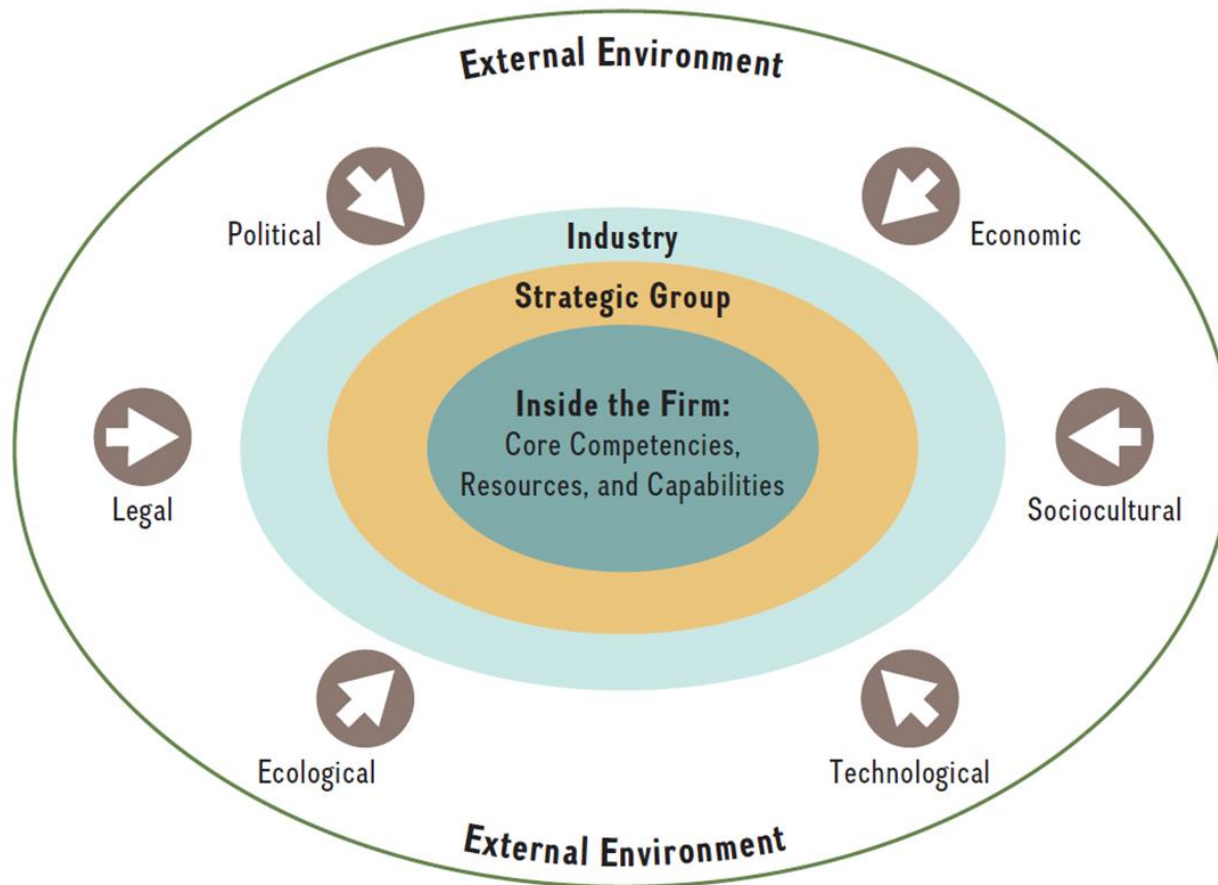 External Environment
Political
Economic
Industry
Strategic Group
Inside the Firm:
Core Competencies,
Resources, and Capabilities
Legal
Sociocultural
Ecological
Technological
External Environment